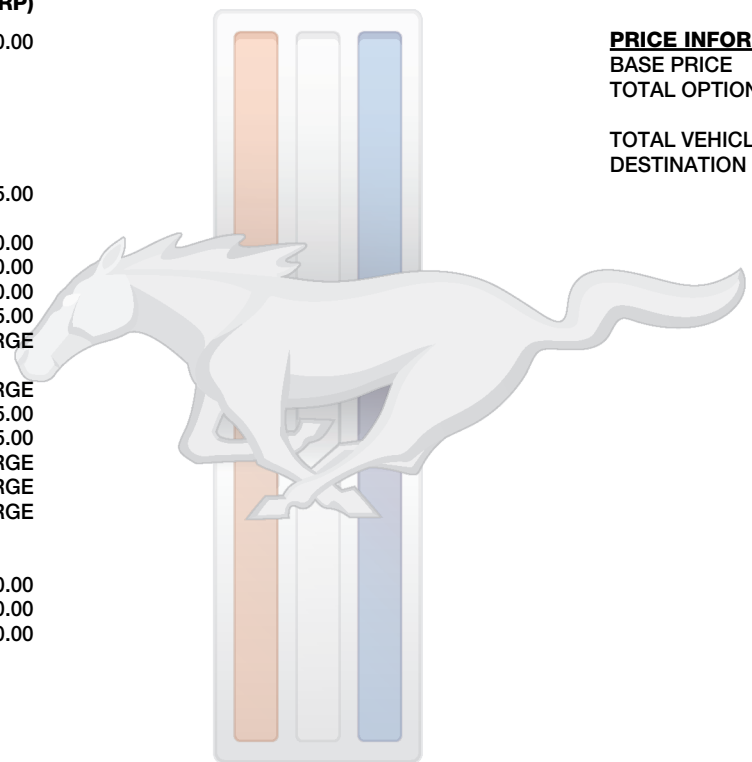 RP)
0.00
5.00
0.00
0.00
0.00
5.00
RGE
RGE
5.00
5.00
RGE
RGE
RGE
0.00
0.00
0.00
PRICE INFOR
BASE PRICE
TOTAL OPTION
TOTAL VEHICL
DESTINATION